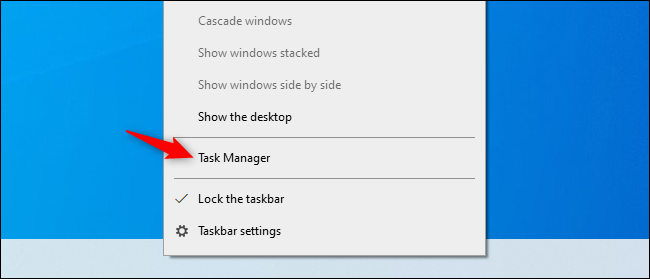 Cascade windows
Show windows stacked
Show windows side by side
Show the desktop
Task Manager
Lock the taskbar
Taskbar settings